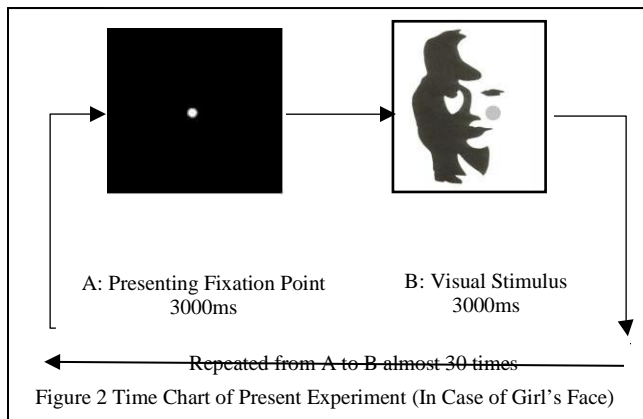 A: Presenting Fixation Point
3000ms
B: Visual Stimulus
3000ms
Repeated from A to B almost 30 times
Figure 2 Time Chart of Present Experiment (In Case of Girl's Face)